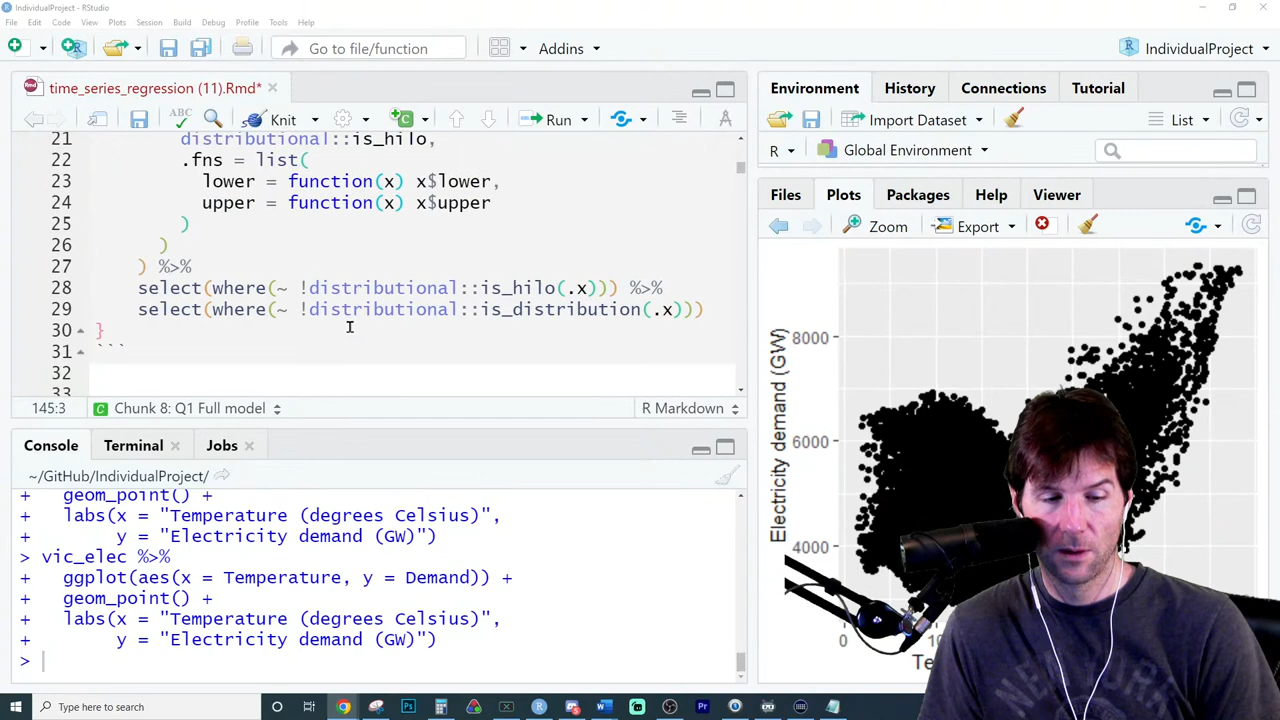 IndividualProject - RStudio
File Edit Code View Plots Session Build Debug Profile Tools Help
Go to file/function
Addins
IndividualProject
time_series_regression (11).Rmd*
ABC
Knit
Run
21 distributional::is_hilo,
22 .fns = list(
23 lower = function(x) x$lower,
24 upper = function(x) x$upper
25 )
26 )
27 ) %>%
28 select(where(~ !distributional::is_hilo(.x))) %>%
29 select(where(~ !distributional::is_distribution(.x)))
30 }
31 ```
32
33
145:3 Chunk 8: Q1 Full model R Markdown
Console Terminal Jobs
~/GitHub/IndividualProject/
+ geom_point() +
+ labs(x = "Temperature (degrees Celsius)",
+ y = "Electricity demand (GW)")
> vic_elec %>%
+ ggplot(aes(x = Temperature, y = Demand)) +
+ geom_point() +
+ labs(x = "Temperature (degrees Celsius)",
+ y = "Electricity demand (GW)")
>
Environment History Connections Tutorial
Import Dataset List
R Global Environment
Files Plots Packages Help Viewer
Zoom Export
Electricity demand (GW)
8000
6000
4000
0
Type here to search